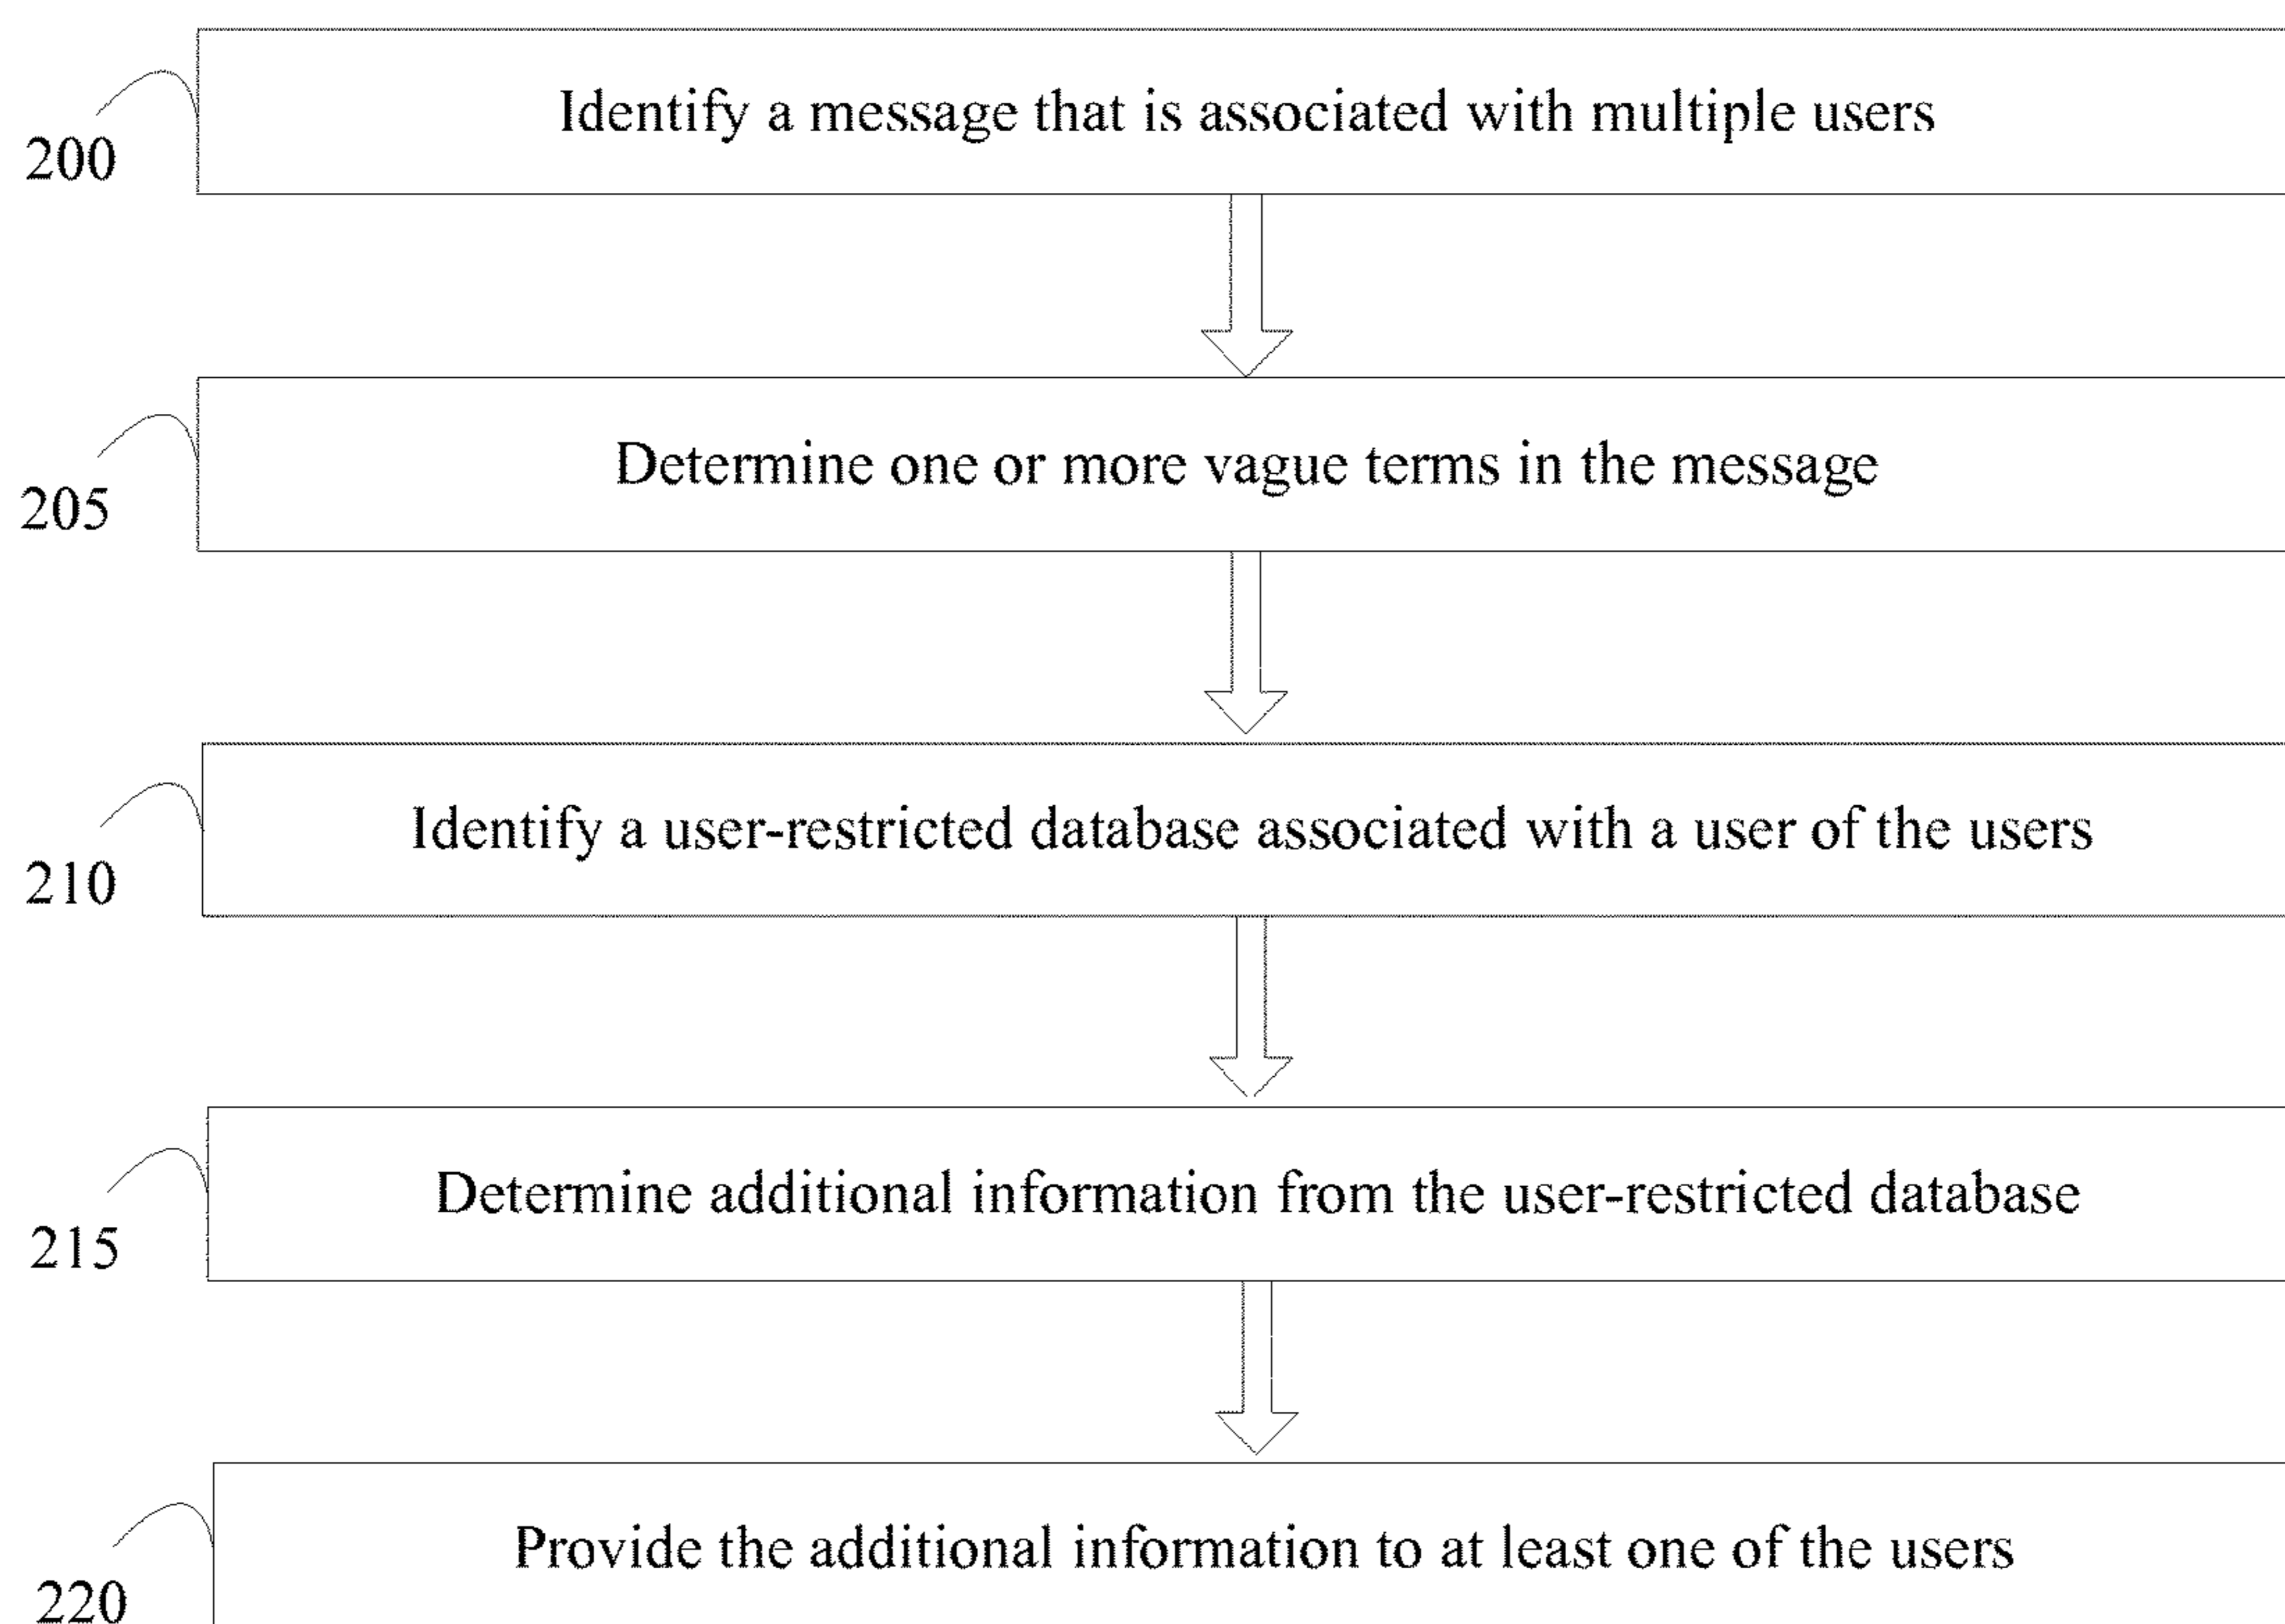 Identify a message that is associated with multiple users
200
Determine one or more vague terms in the message
205
Identify a user-restricted database associated with a user of the users
210
Determine additional information from the user-restricted database
215
Provide the additional information to at least one of the users
220